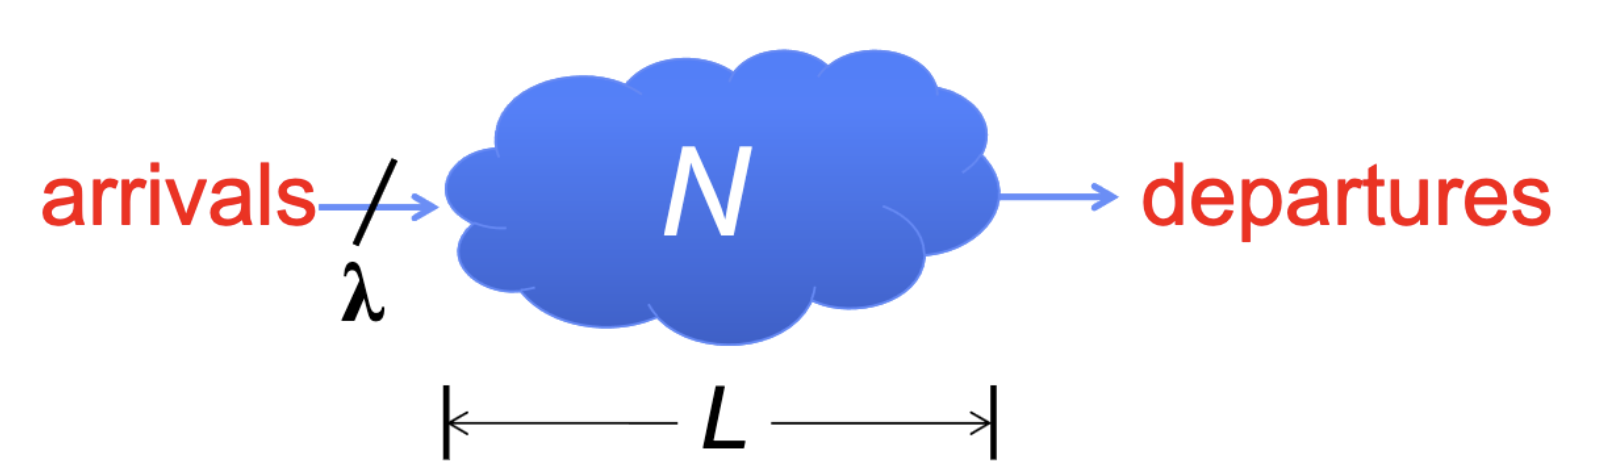 arrivals
λ
N
departures
L